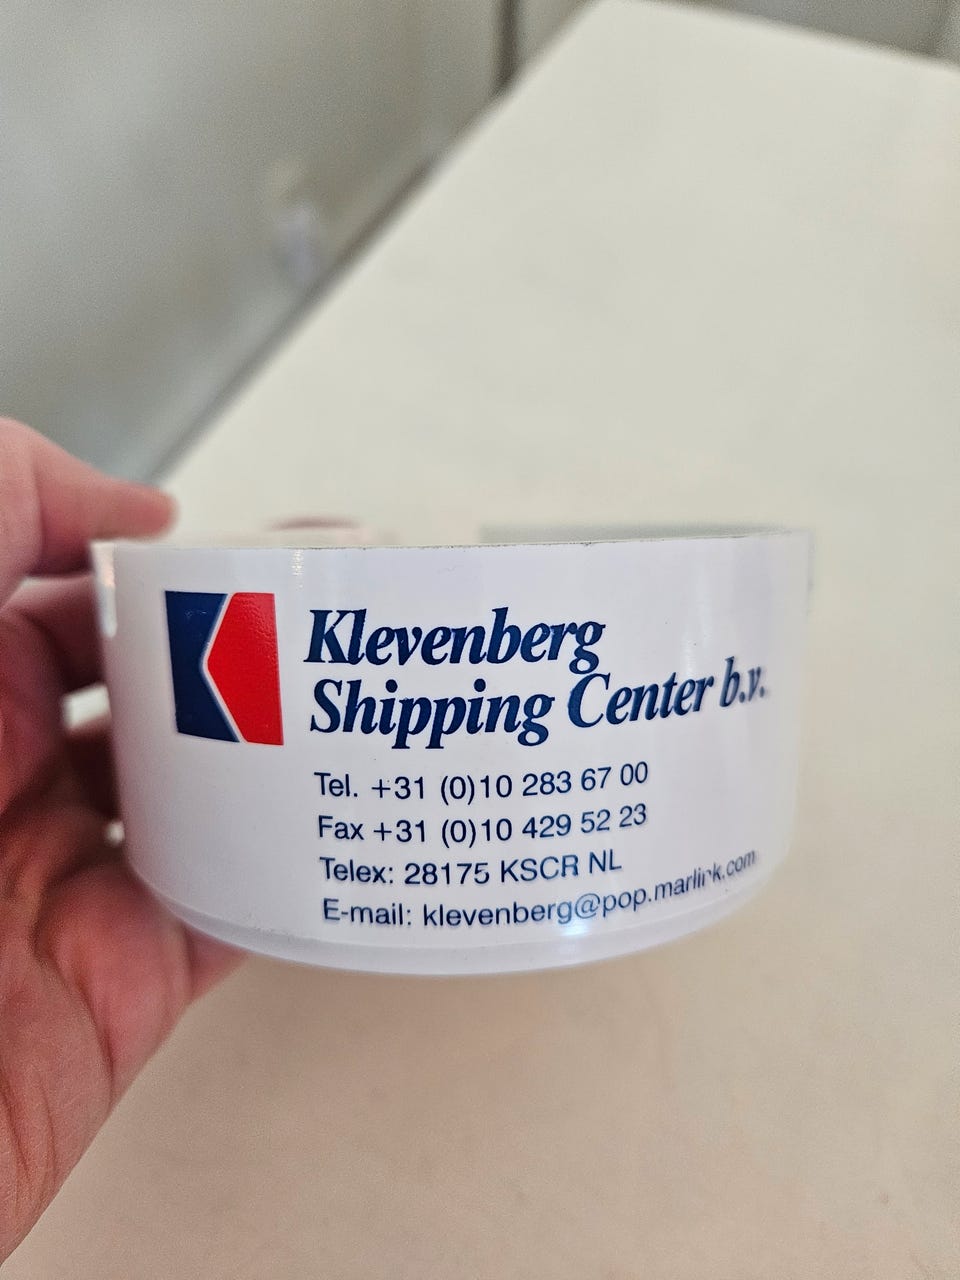 Klevenberg
Shipping Center b.v.
Tel. +31 (0)10 283 67 00
Fax +31 (0)10 429 52 23
Telex: 28175 KSCR NL
E-mail: klevenberg@pop.marlink.com